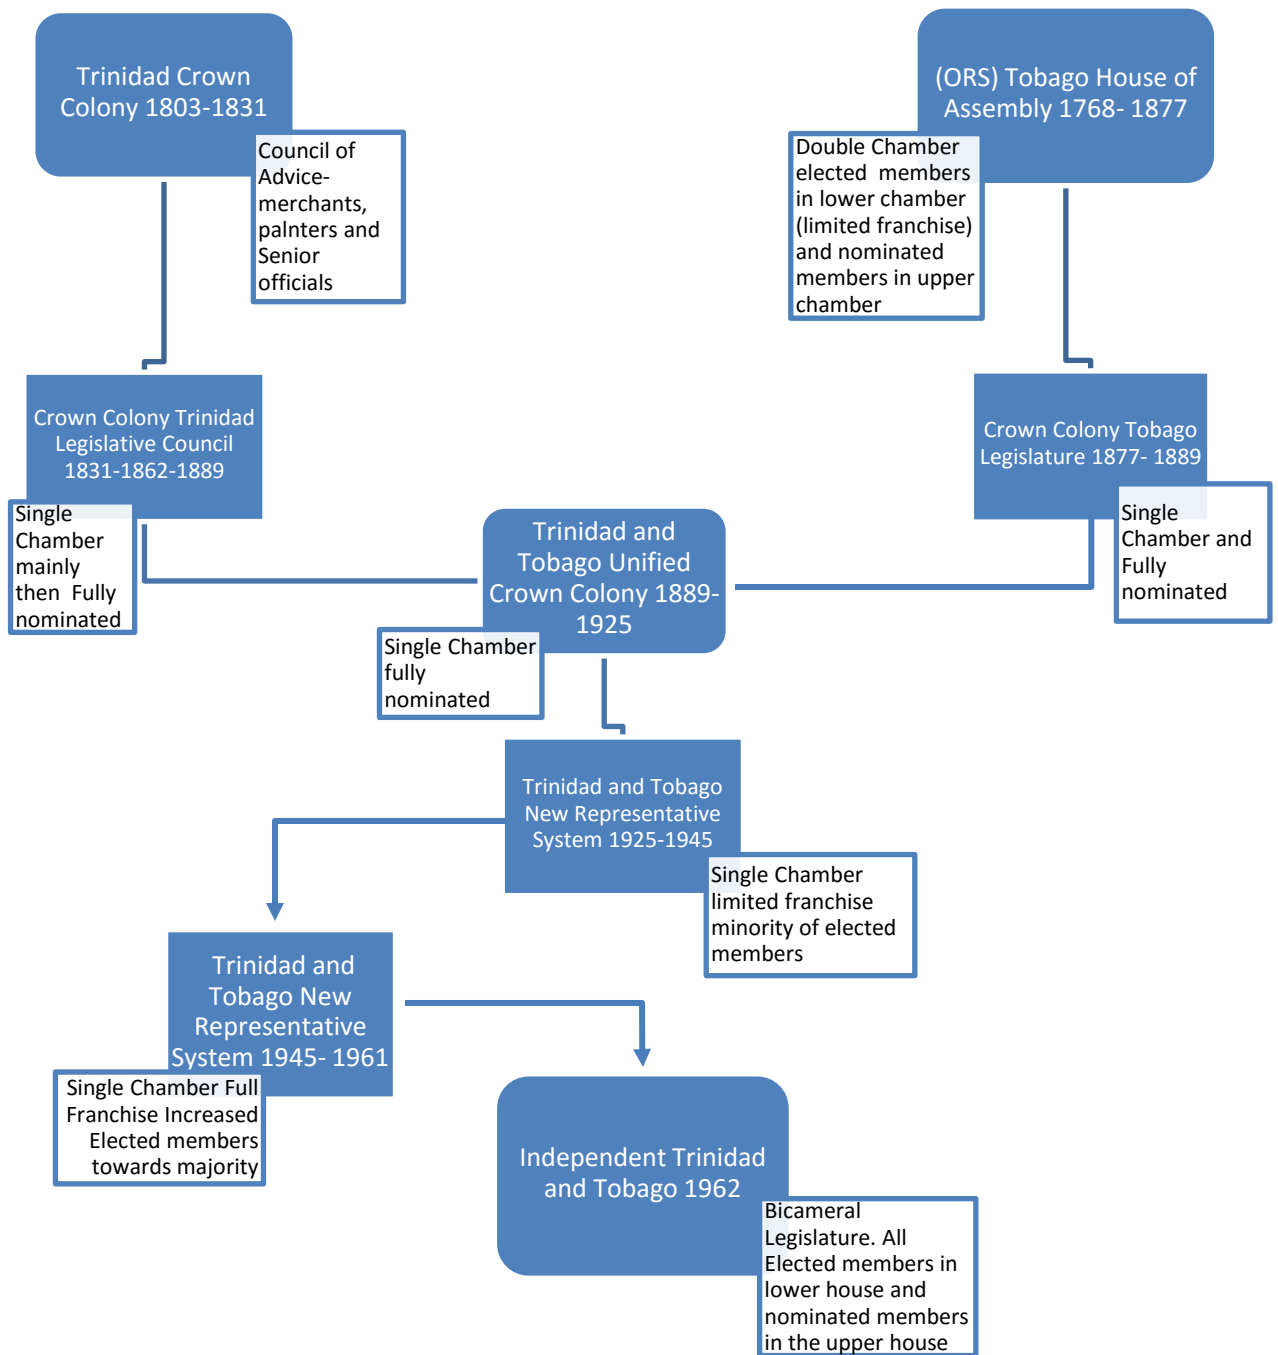 Trinidad Crown
Colony 1803-1831
Council of
Advice-
merchants,
palnters and
Senior
officials
(ORS) Tobago House of
Assembly 1768- 1877
Double Chamber
elected members
in lower chamber
(limited franchise)
and nominated
members in upper
chamber
Crown Colony Trinidad
Legislative Council
1831-1862-1889
Single
Chamber
mainly
then Fully
nominated
Crown Colony Tobago
Legislature 1877- 1889
Single
Chamber and
Fully
nominated
Trinidad and
Tobago Unified
Crown Colony 1889-
1925
Single Chamber
fully
nominated
Trinidad and Tobago
New Representative
System 1925-1945
Single Chamber
limited franchise
minority of elected
members
Trinidad and
Tobago New
Representative
System 1945- 1961
Single Chamber Full
Franchise Increased
Elected members
towards majority
Independent Trinidad
and Tobago 1962
Bicameral
Legislature. All
Elected members in
lower house and
nominated members
in the upper house